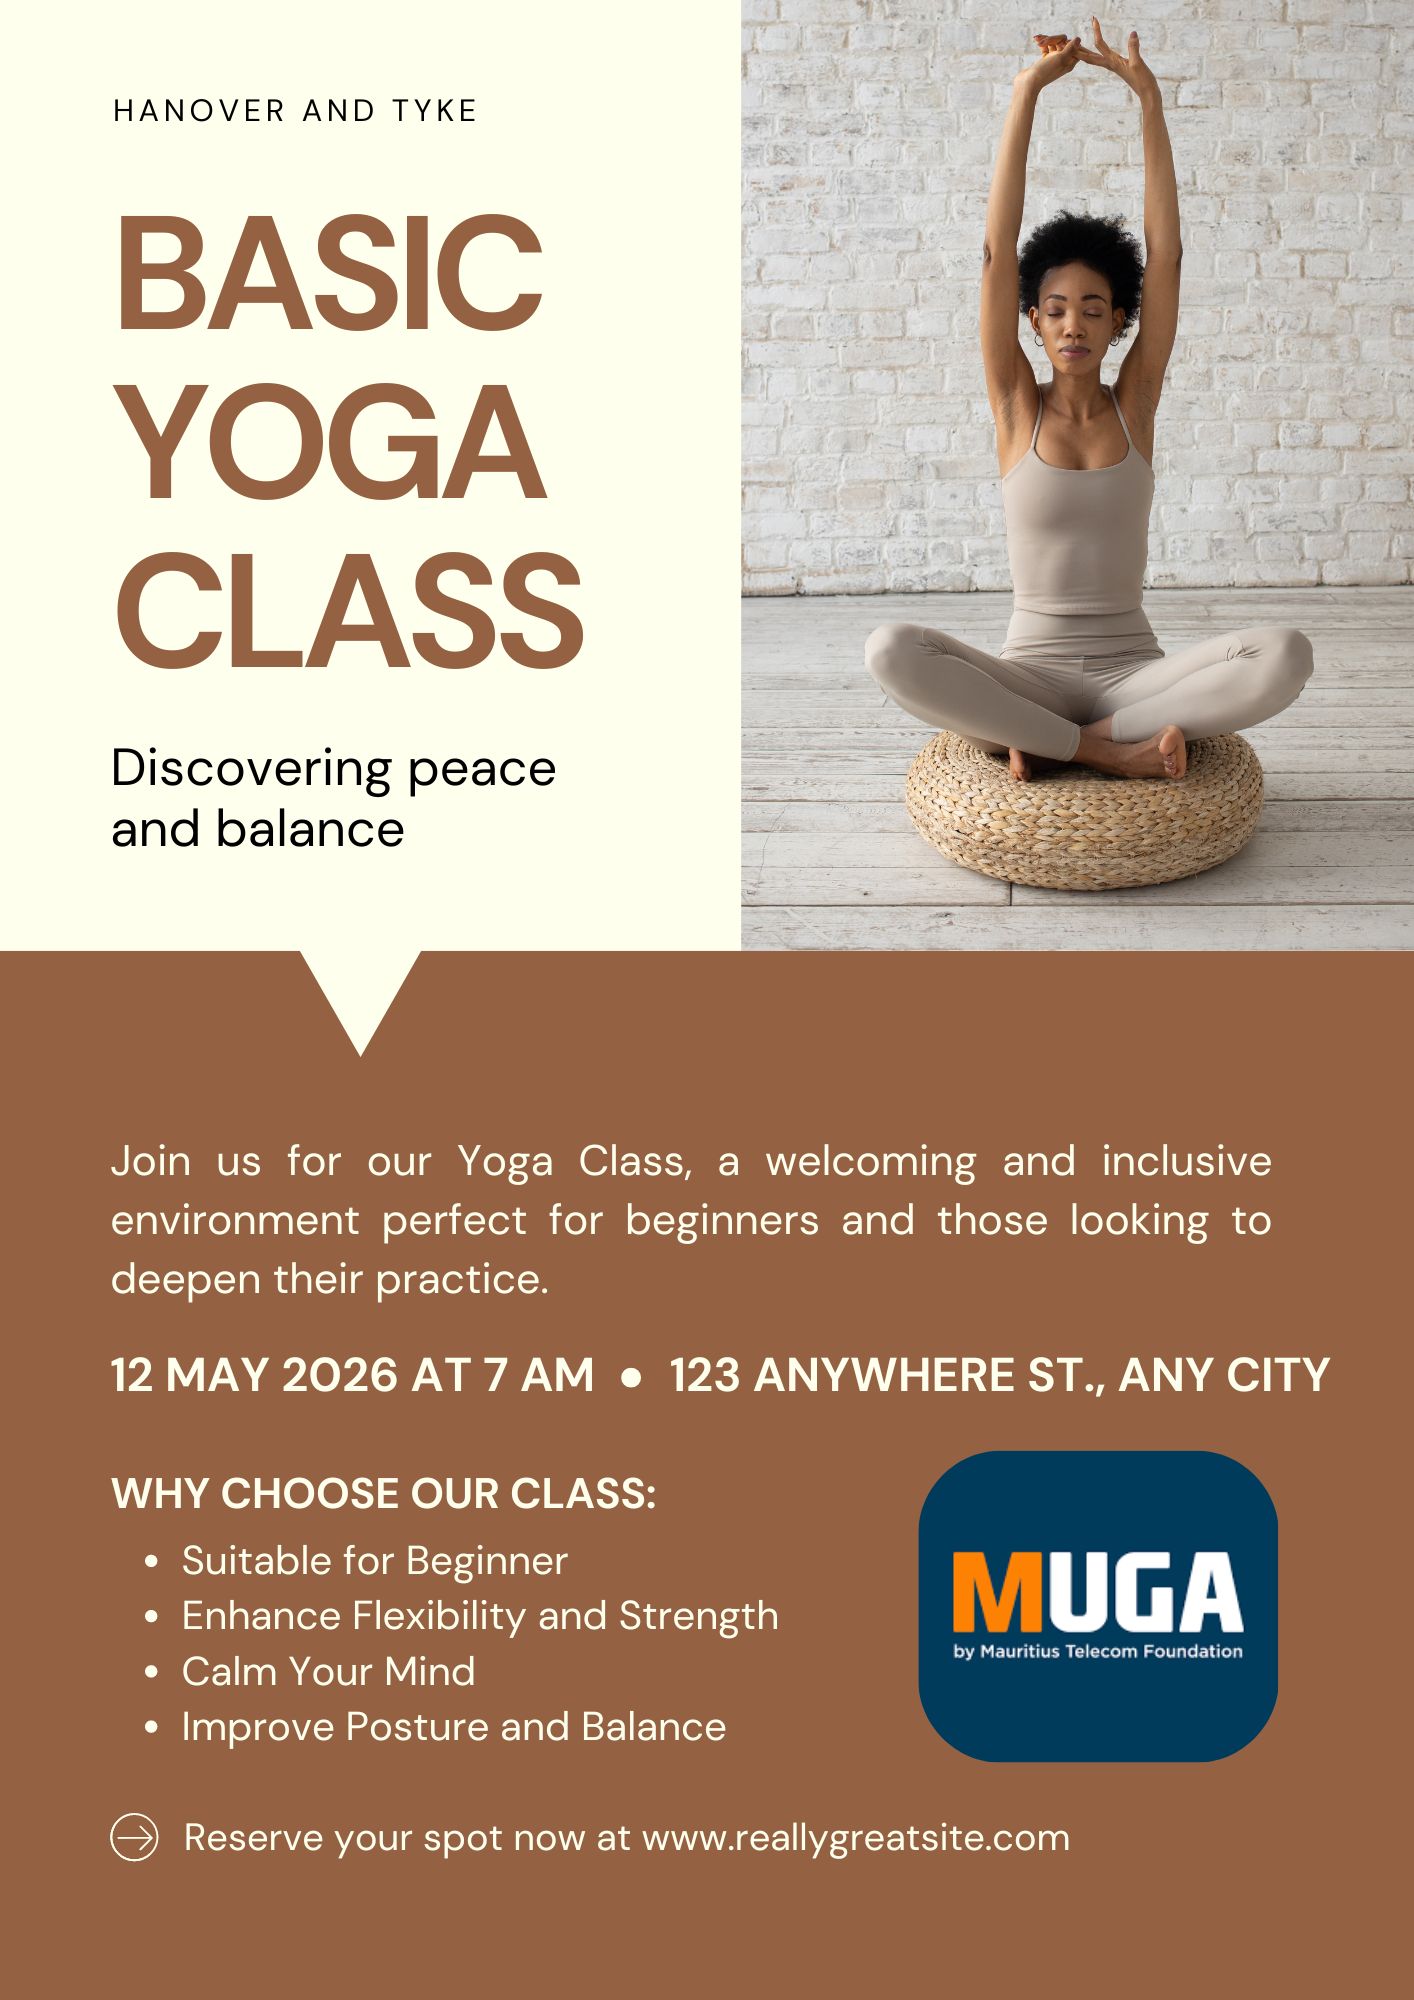 HANOVER AND TYKE
BASIC
YOGA
CLASS
Discovering peace
and balance
Join us for our Yoga Class, a welcoming and inclusive
environment perfect for beginners and those looking to
deepen their practice.
12 MAY 2026 AT 7 AM • 123 ANYWHERE ST., ANY CITY
WHY CHOOSE OUR CLASS:
• Suitable for Beginner
• Enhance Flexibility and Strength
• Calm Your Mind
• Improve Posture and Balance
MUGA
by Mauritius Telecom Foundation
Reserve your spot now at www.reallygreatsite.com